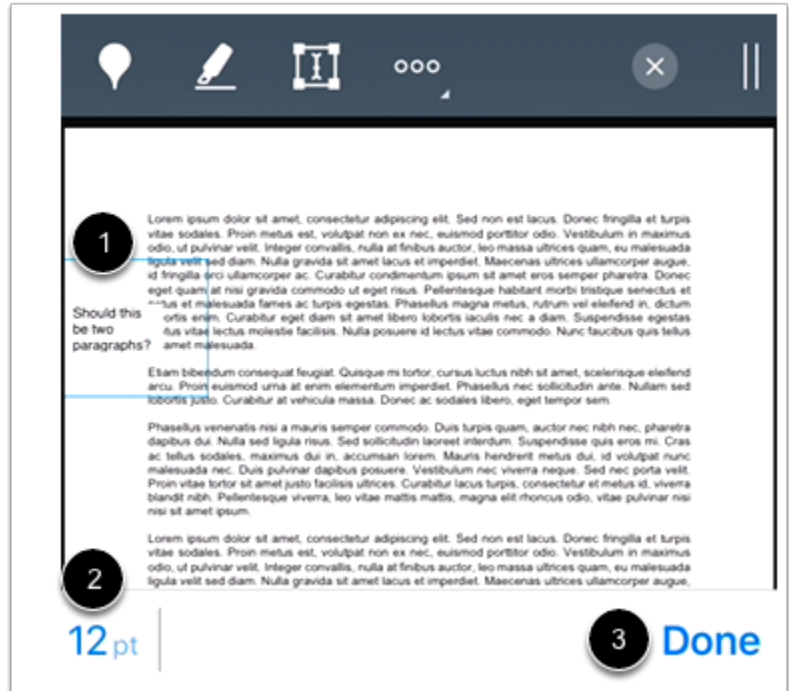 Lorem ipsum dolor sit amet, consectetur adipiscing elit. Sed non est lacus. Donec fringilla et turpis
vitae sodales. Proin metus est, volutpat non ex nec, euismod porttitor odio. Vestibulum in maximus
1
odio, ut pulvinar velit. Integer convallis, nulla at finibus auctor, leo massa ultrices quam, eu malesuada
ligula velit sed diam. Nulla gravida sit amet lacus et imperdiet. Maecenas ultrices ullamcorper augue,
id fringilla orci ullamcorper ac. Curabitur condimentum ipsum sit amet eros semper pharetra. Donec
eget quam at nisi gravida commodo ut eget risus. Pellentesque habitant morbi tristique senectus et
netus et malesuada fames ac turpis egestas. Phasellus magna metus, rutrum vel eleifend in, dictum
ortis enim. Curabitur eget diam sit amet libero lobortis iaculis nec a diam. Suspendisse egestas
tus vitae lectus molestie facilisis. Nulla posuere id lectus vitae commodo. Nunc faucibus quis tellus
amet malesuada.
Should this
be two
paragraphs?
Etiam bibendum consequat feugiat. Quisque mi tortor, cursus luctus nibh sit amet, scelerisque eleifend
arcu. Proin euismod urna at enim elementum imperdiet. Phasellus nec sollicitudin ante. Nullam sed
lobortis justo. Curabitur at vehicula massa. Donec ac sodales libero, eget tempor sem.
Phasellus venenatis nisi a mauris semper commodo. Duis turpis quam, auctor nec nibh nec, pharetra
dapibus dui. Nulla sed ligula risus. Sed sollicitudin laoreet interdum. Suspendisse quis eros mi. Cras
ac tellus sodales, maximus dui in, accumsan lorem. Mauris hendrerit metus dui, id volutpat nunc
malesuada nec. Duis pulvinar dapibus posuere. Vestibulum nec viverra neque. Sed nec porta velit.
Proin vitae tortor sit amet justo facilisis ultrices. Curabitur lacus turpis, consectetur et metus id, viverra
blandit nibh. Pellentesque viverra, leo vitae mattis mattis, magna elit rhoncus odio, vitae pulvinar nisi
nisi sit amet ipsum.
Lorem ipsum dolor sit amet, consectetur adipiscing elit. Sed non est lacus. Donec fringilla et turpis
vitae sodales. Proin metus est, volutpat non ex nec, euismod porttitor odio. Vestibulum in maximus
odio, ut pulvinar velit. Integer convallis, nulla at finibus auctor, leo massa ultrices quam, eu malesuada
ligula velit sed diam. Nulla gravida sit amet lacus et imperdiet. Maecenas ultrices ullamcorper augue,
2
12 pt
3 Done